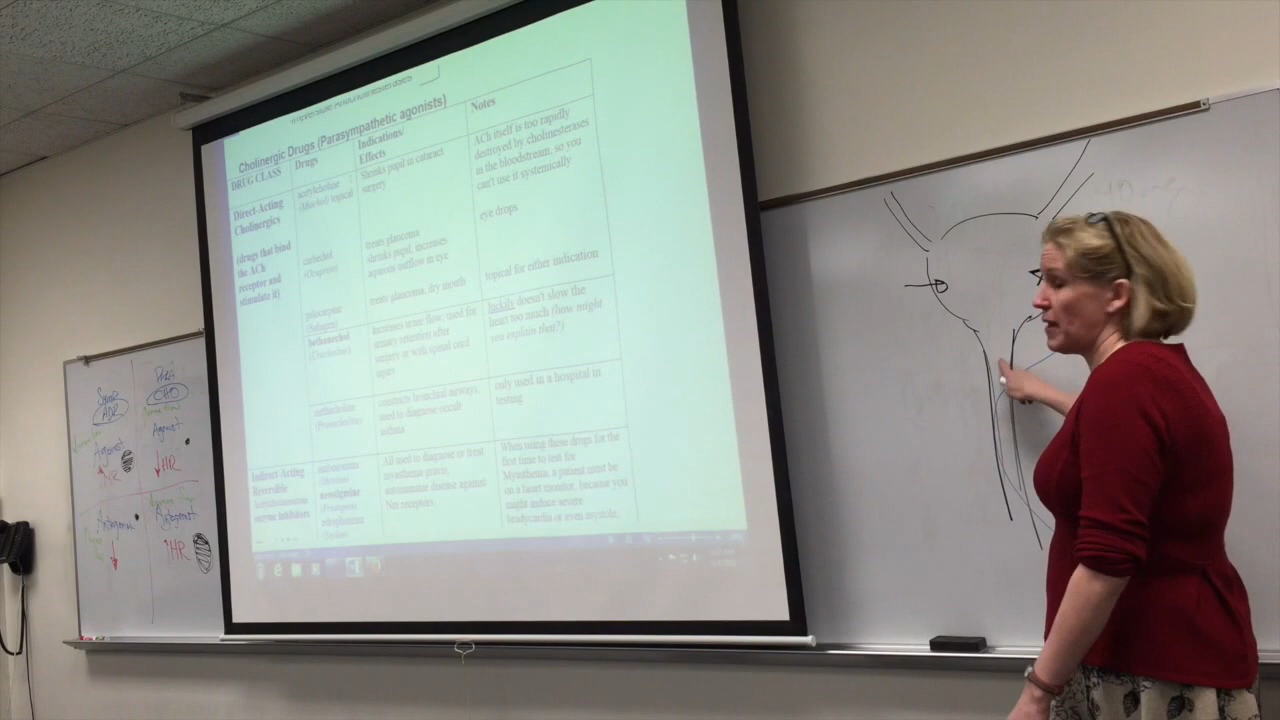 Cholinergic Drugs (Parasympathetic agonists)
DRUG CLASS Drugs Indications/ Notes
Effects
Direct-Acting
Cholinergics
(drugs that bind
the ACh
receptor and
stimulate it)
acetylcholine
(Miochol) topical
Shrinks pupil in cataract
surgery
ACh itself is too rapidly
destroyed by cholinesterases
in the bloodstream, so you
can't use it systemically
carbachol
treats glaucoma
shrinks pupil, increases
aqueous outflow in eye
eye drops
pilocarpine
(Salagen)
treats glaucoma, dry mouth
topical for either indication
bethanechol
(Urecholine)
Increases urine flow; used for
urinary retention after
surgery or with spinal cord
injury
luckily doesn't slow the
heart too much (how might
you explain that?)
methacholine
(Provocholine)
constricts bronchial airways,
used to diagnose occult
asthma
only used in a hospital in
testing
Indirect Acting
Reversible
enzyme inhibitors
neostigmine
All used to diagnose or treat
myasthenia gravis,
autoimmune disease against
Nm receptors
When using these drugs for the
first time to test for
Myasthenia, a patient must be
on a heart monitor, because you
might induce severe
bradycardia or even asystole.
ADR
Agonist
HR
Antagonist
Agonist
↓HR
Antagonist
↑HR